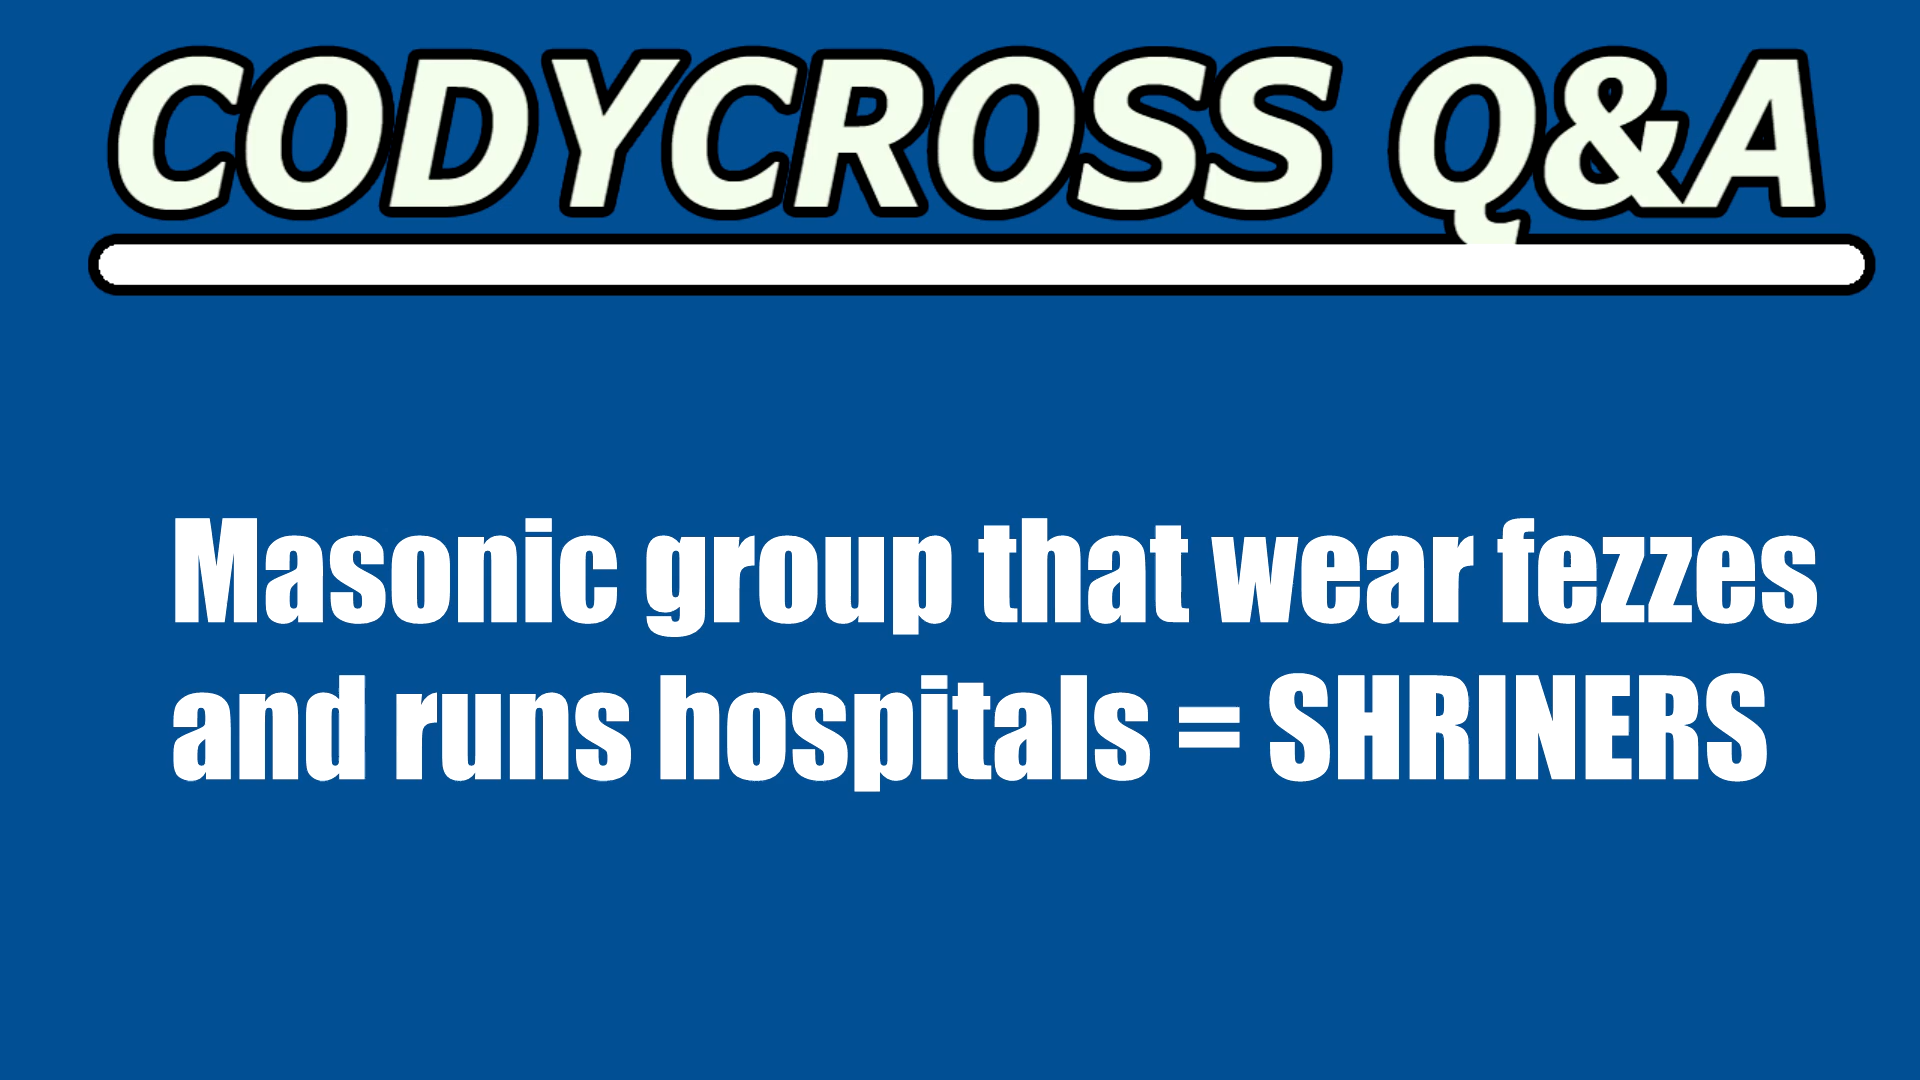 CODYCROSS Q&A
Masonic group that wear fezzes
and runs hospitals = SHRINERS